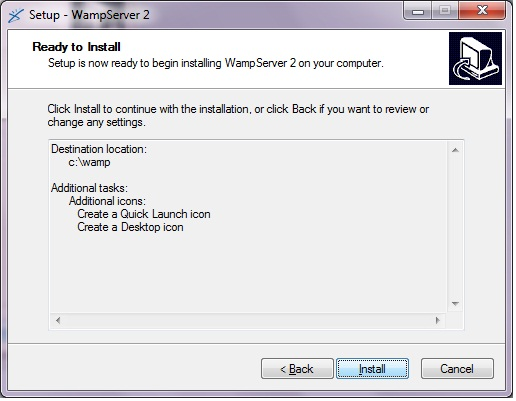 Setup - WampServer 2
Ready to Install
Setup is now ready to begin installing WampServer 2 on your computer.
Click Install to continue with the installation, or click Back if you want to review or
change any settings.
Destination location:
c:\wamp
Additional tasks:
Additional icons:
Create a Quick Launch icon
Create a Desktop icon
< Back
Install
Cancel